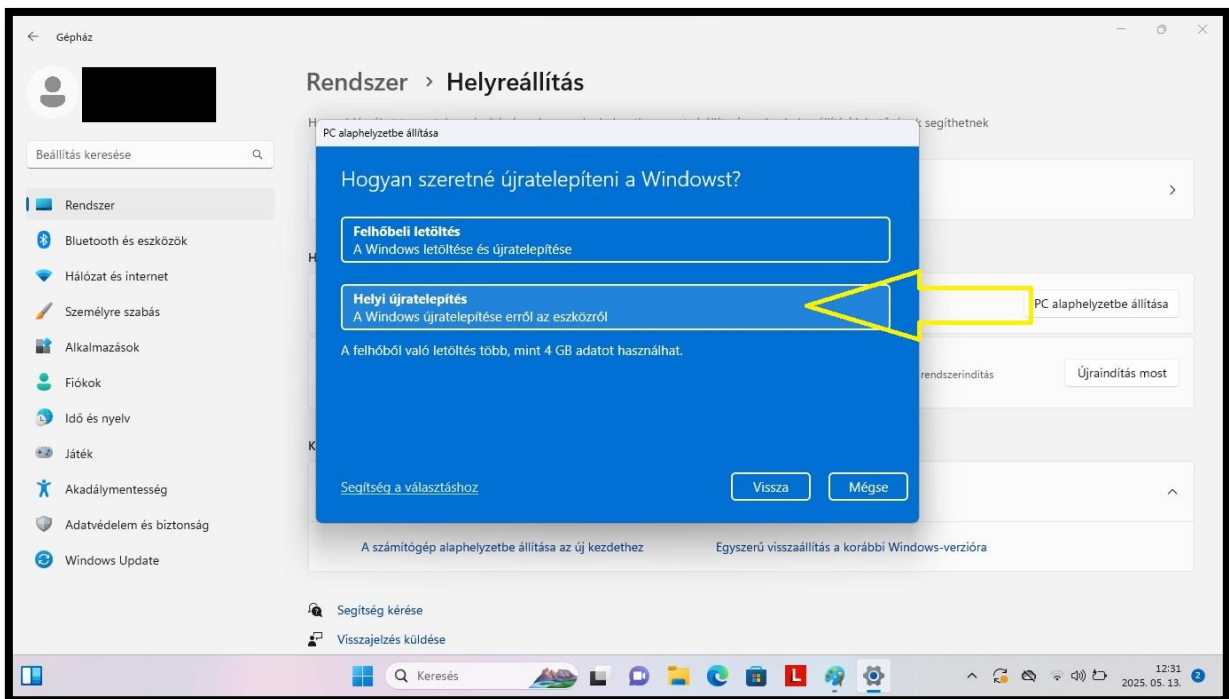 Gépház
Rendszer > Helyreállítás
segíthetnek
Beállítás keresése
Rendszer
Bluetooth és eszközök
Hálózat és internet
Személyre szabás
Alkalmazások
Fiókok
Idő és nyelv
Játék
Akadálymentesség
Adatvédelem és biztonság
Windows Update
PC alaphelyzetbe állítása
Hogyan szeretné újratelepíteni a Windowst?
Felhőbeli letöltés
A Windows letöltése és újratelepítése
Helyi újratelepítés
A Windows újratelepítése erről az eszközről
A felhőből való letöltés több, mint 4 GB adatot használhat.
Segítség a választáshoz
Vissza
Mégse
PC alaphelyzetbe állítása
rendszerindítás
Újraindítás most
A számítógép alaphelyzetbe állítása az új kezdethez
Egyszerű visszaállítás a korábbi Windows-verzióra
Segítség kérése
Visszajelzés küldése
Keresés
L
12:31
2025. 05. 13.
2